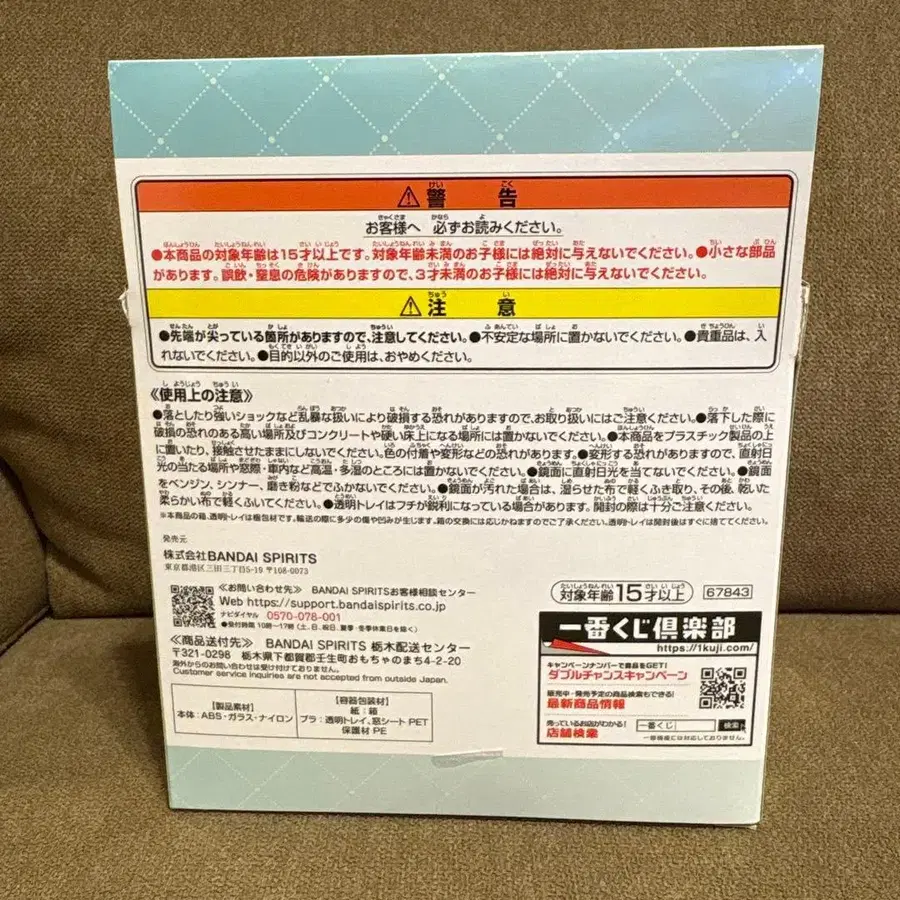 ⚠警告
お客様へ 必ずお読みください。
●本商品の対象年齢は15才以上です。対象年齢未満のお子様には絶対に与えないでください。●小さな部品
があります。誤飲・窒息の危険がありますので、3才未満のお子様には絶対に与えないでください。
⚠注意
●先端が尖っている箇所がありますので、注意してください。●不安定な場所に置かないでください。●貴重品は、入
れないでください。●目的以外のご使用は、おやめください。
《使用上の注意》
●落としたり強いショックなど乱暴な扱いにより破損する恐れがありますので、お取り扱いにはご注意ください。●落下した際に
破損の恐れのある高い場所及びコンクリートや硬い床上になる場所には置かないでください。●本商品をプラスチック製品の上
に置いたり、接触させたままにしないでください。色の付着や変形などの恐れがあります。●変形する恐れがありますので、直射日
光の当たる場所や窓際・車内など高温・多湿のところには置かないでください。●鏡面に直射日光を当てないでください。●鏡面
をベンジン、シンナー、磨き粉などでふかないでください。●鏡面が汚れた場合は、湿らせた布で軽くふき取り、その後、乾いた
柔らかい布で軽くふいてください。●透明トレイはフチが鋭利になっている場合があります。開封の際は十分ご注意ください。
※本商品の箱、透明トレイは梱包材です。輸送の際に多少の傷や凹みが生じます。箱の交換には応じかねますのでご了承ください。透明トレイは開封後はすぐに捨ててください。
発売元
株式会社BANDAI SPIRITS
東京都港区三田三丁目5-19 〒108-0073
≪お問い合わせ先≫ BANDAI SPIRITSお客様相談センター
Web https://support.bandaispirits.co.jp
ナビダイヤル 0570-078-001
●受付時間 10時〜17時(土、日、祝日、夏季・冬季休業日を除く)
≪商品送付先≫ BANDAI SPIRITS 栃木配送センター
〒321-0298 栃木県下都賀郡壬生町おもちゃのまち4-2-20
海外からのお問い合わせは受け付けておりません。
Customer service inquiries are not accepted from outside Japan.
【製品素材】
本体:ABS・ガラス・ナイロン
【容器包装材】
紙:箱
プラ:透明トレイ、窓シート PET
保護材 PE
対象年齢15才以上
67843
一番くじ倶楽部
https://1kuji.com/
キャンペーンナンバーで賞品をGET!
ダブルチャンスキャンペーン
販売中・発売予定の商品検索もできる!
最新商品情報
売っているお店がわかる!
店舗検索
一番くじ 検索
一部機種には対応しておりません。